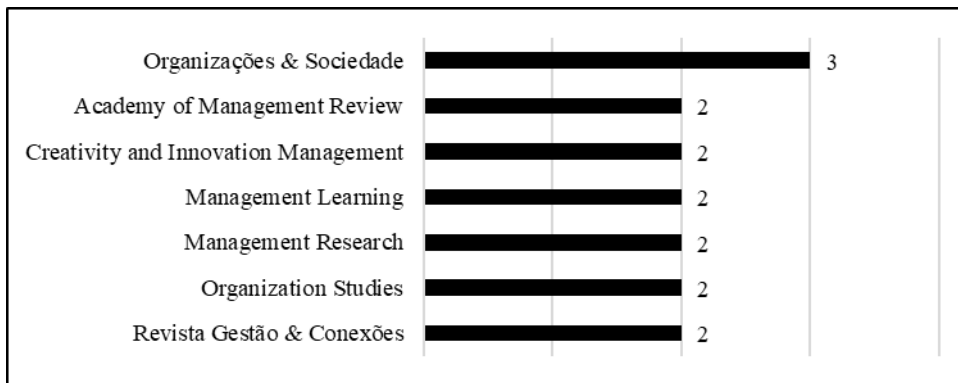 Organizações & Sociedade 3
Academy of Management Review 2
Creativity and Innovation Management 2
Management Learning 2
Management Research 2
Organization Studies 2
Revista Gestão & Conexões 2